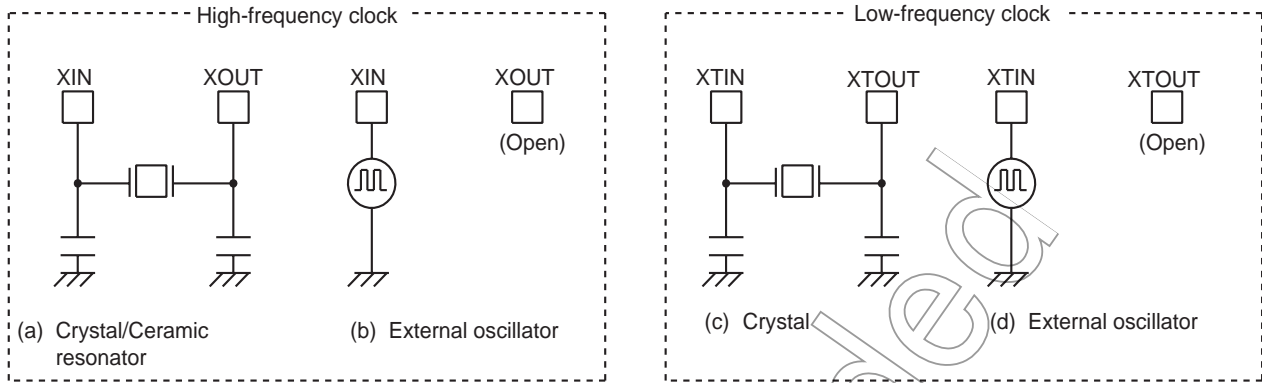 High-frequency clock
XIN XOUT XIN XOUT
(Open)
(a) Crystal/Ceramic resonator
(b) External oscillator
Low-frequency clock
XTIN XTOUT XTIN XTOUT
(Open)
(c) Crystal
(d) External oscillator